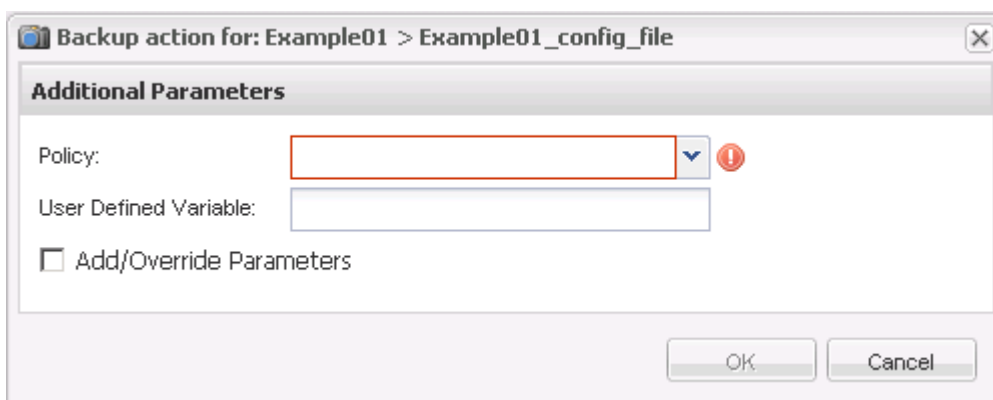 Backup action for: Example01 > Example01_config_file
Additional Parameters
Policy:
User Defined Variable:
Add/Override Parameters
OK
Cancel